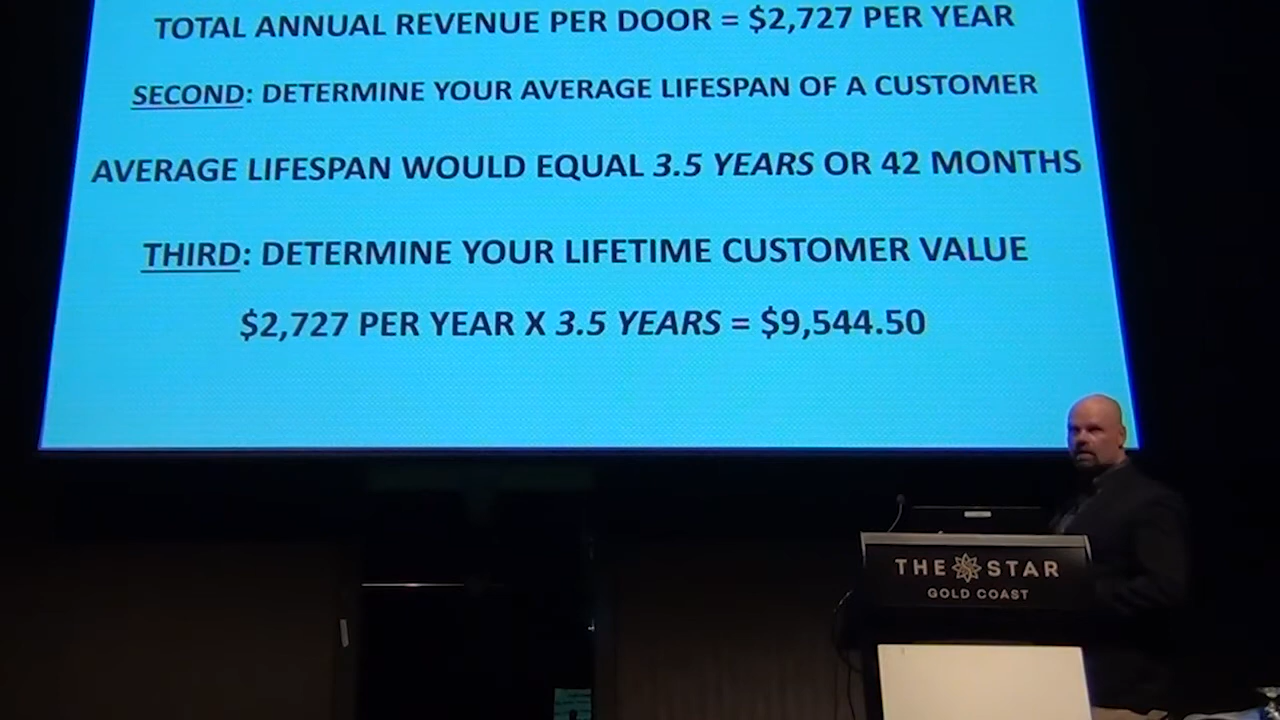 TOTAL ANNUAL REVENUE PER DOOR = $2,727 PER YEAR
SECOND: DETERMINE YOUR AVERAGE LIFESPAN OF A CUSTOMER
AVERAGE LIFESPAN WOULD EQUAL 3.5 YEARS OR 42 MONTHS
THIRD: DETERMINE YOUR LIFETIME CUSTOMER VALUE
$2,727 PER YEAR X 3.5 YEARS = $9,544.50
THE STAR
GOLD COAST